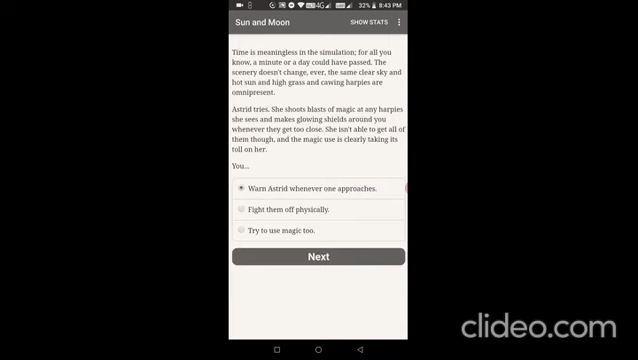 4G 32% 8:43 PM
Sun and Moon SHOW STATS
Time is meaningless in the simulation; for all you
know, a minute or a day could have passed. The
scenery doesn't change, ever, the same clear sky and
hot sun and high grass and cawing harpies are
omnipresent.
Astrid tries. She shoots blasts of magic at any harpies
she sees and makes glowing shields around you
whenever they get too close. She isn't able to get all of
them though, and the magic use is clearly taking its
toll on her.
You...
Warn Astrid whenever one approaches.
Fight them off physically.
Try to use magic too.
Next
clideo.com